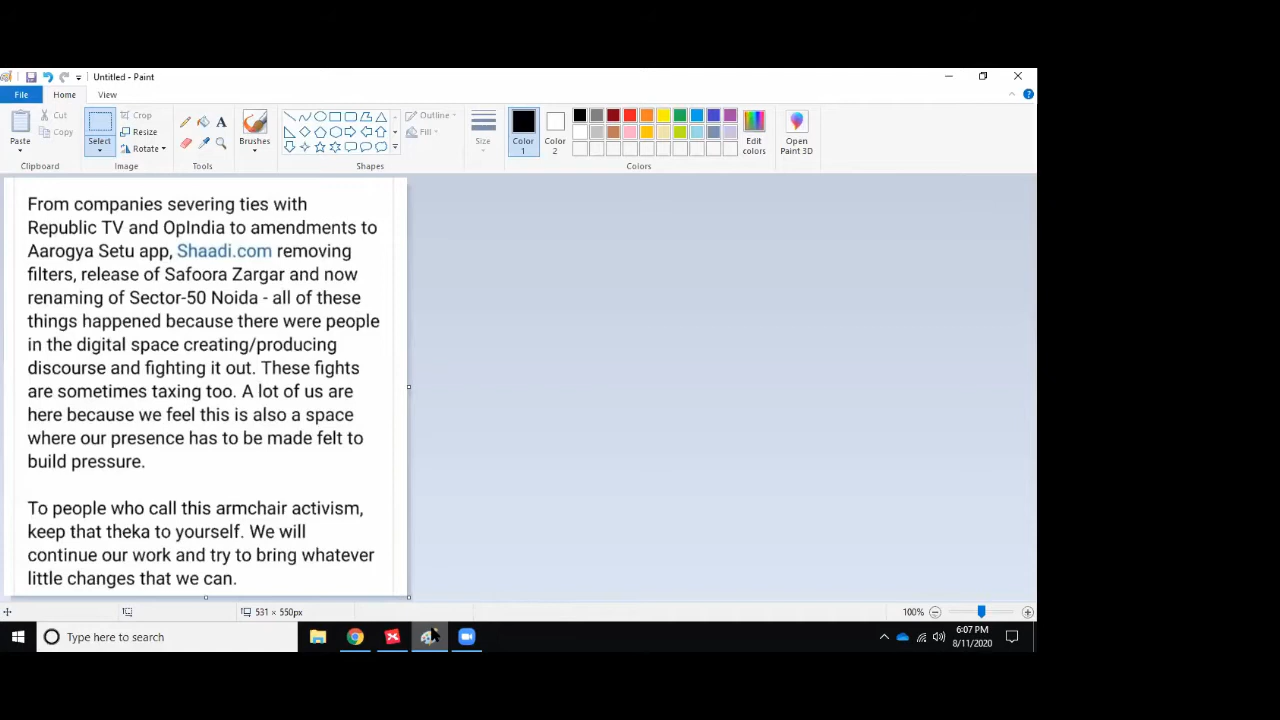 Untitled - Paint
File
Home
View
Paste
Cut
Copy
Clipboard
Select
Crop
Resize
Rotate
Image
Tools
Brushes
Shapes
Outline
Fill
Size
Color
1
Color
2
Edit
colors
Colors
Open
Paint 3D
From companies severing ties with
Republic TV and OpIndia to amendments to
Aarogya Setu app, Shaadi.com removing
filters, release of Safoora Zargar and now
renaming of Sector-50 Noida - all of these
things happened because there were people
in the digital space creating/producing
discourse and fighting it out. These fights
are sometimes taxing too. A lot of us are
here because we feel this is also a space
where our presence has to be made felt to
build pressure.
To people who call this armchair activism,
keep that theka to yourself. We will
continue our work and try to bring whatever
little changes that we can.
531 × 550px
100%
Type here to search
6:07 PM
8/11/2020